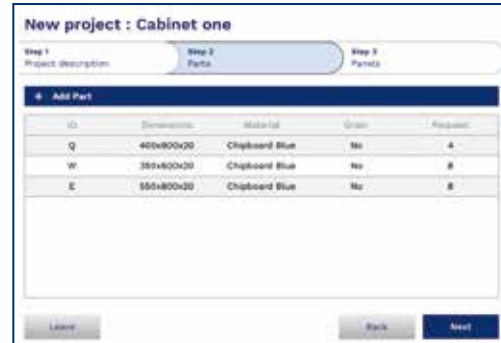 New project : Cabinet one
Step 1 Step 2 Step 3
Project description Parts Panels
+ Add Part
ID Dimensions Material Grain Request
Q 400x800x20 Chipboard Blue No 4
W 350x800x20 Chipboard Blue No 8
E 550x800x20 Chipboard Blue No 8
Leave Back Next